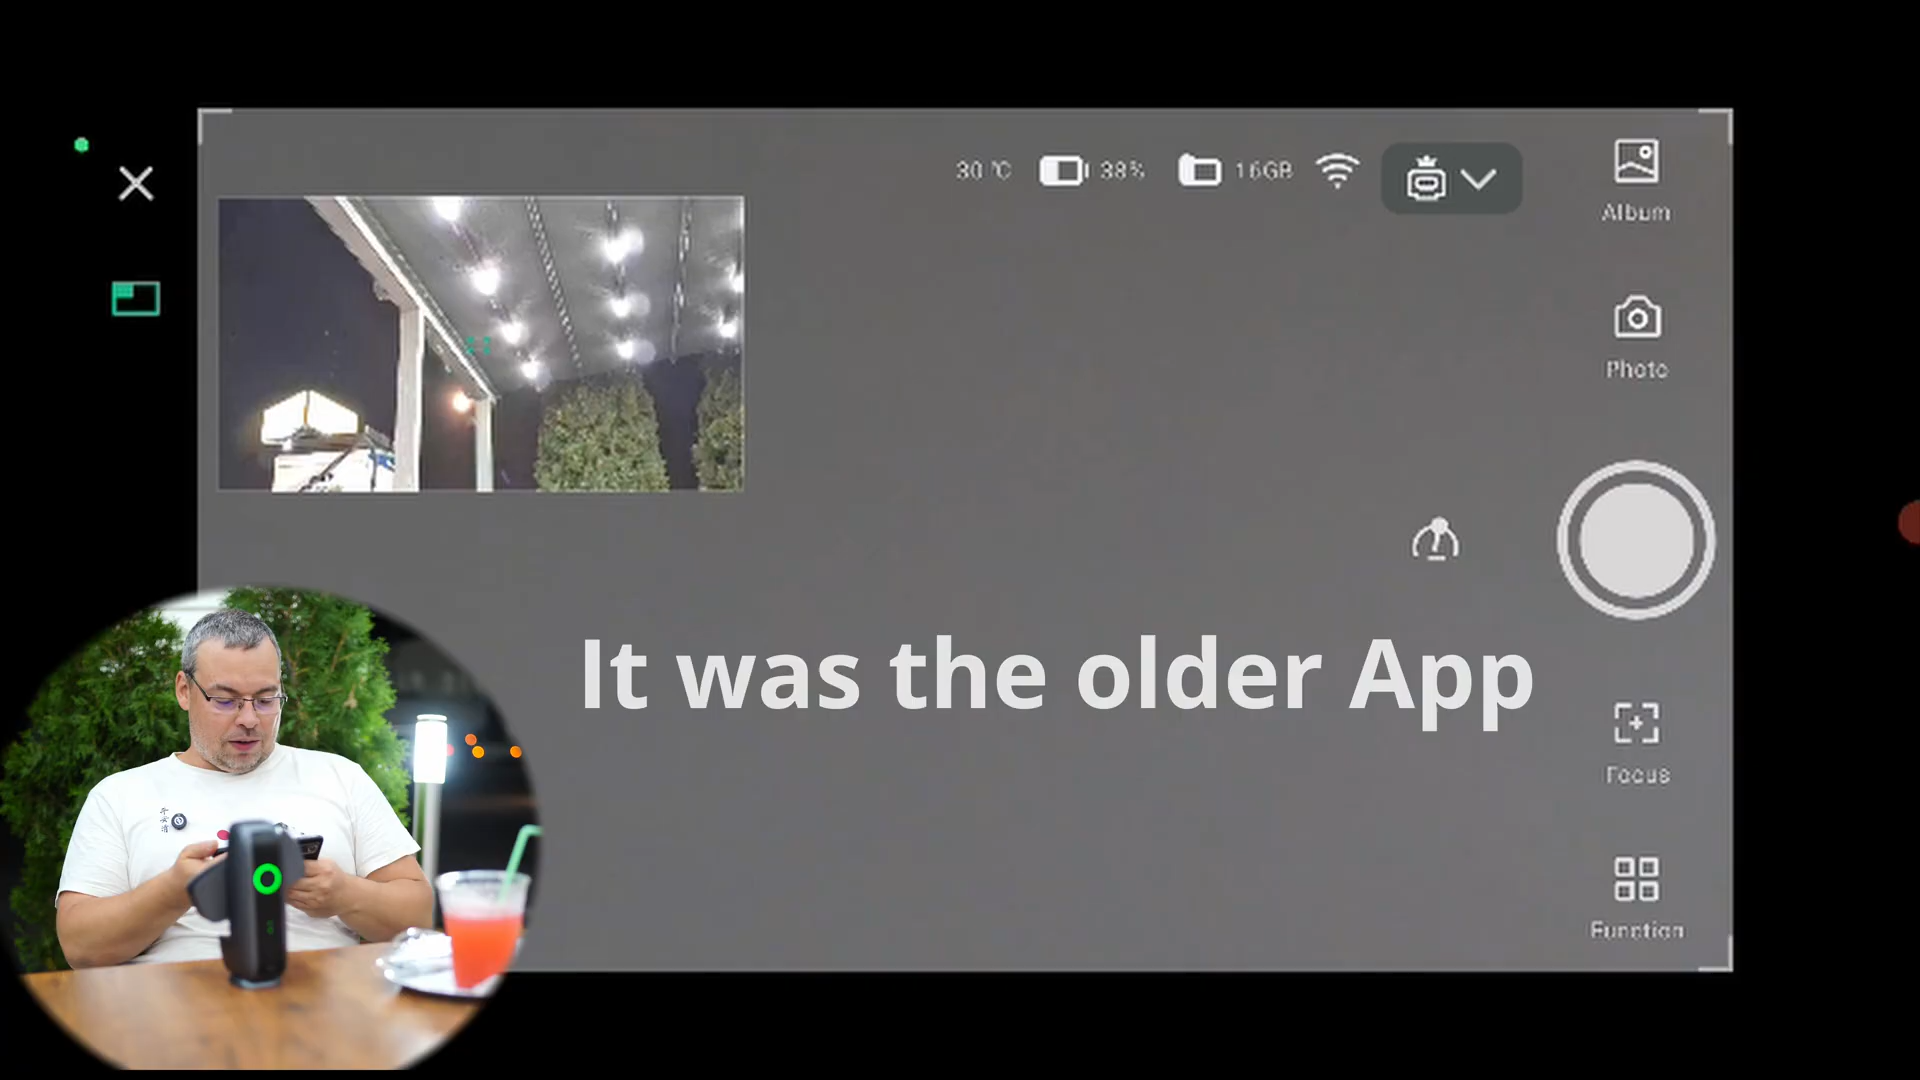 30 ℃ 38% 16GB
Album
Photo
It was the older App
Focus
Function